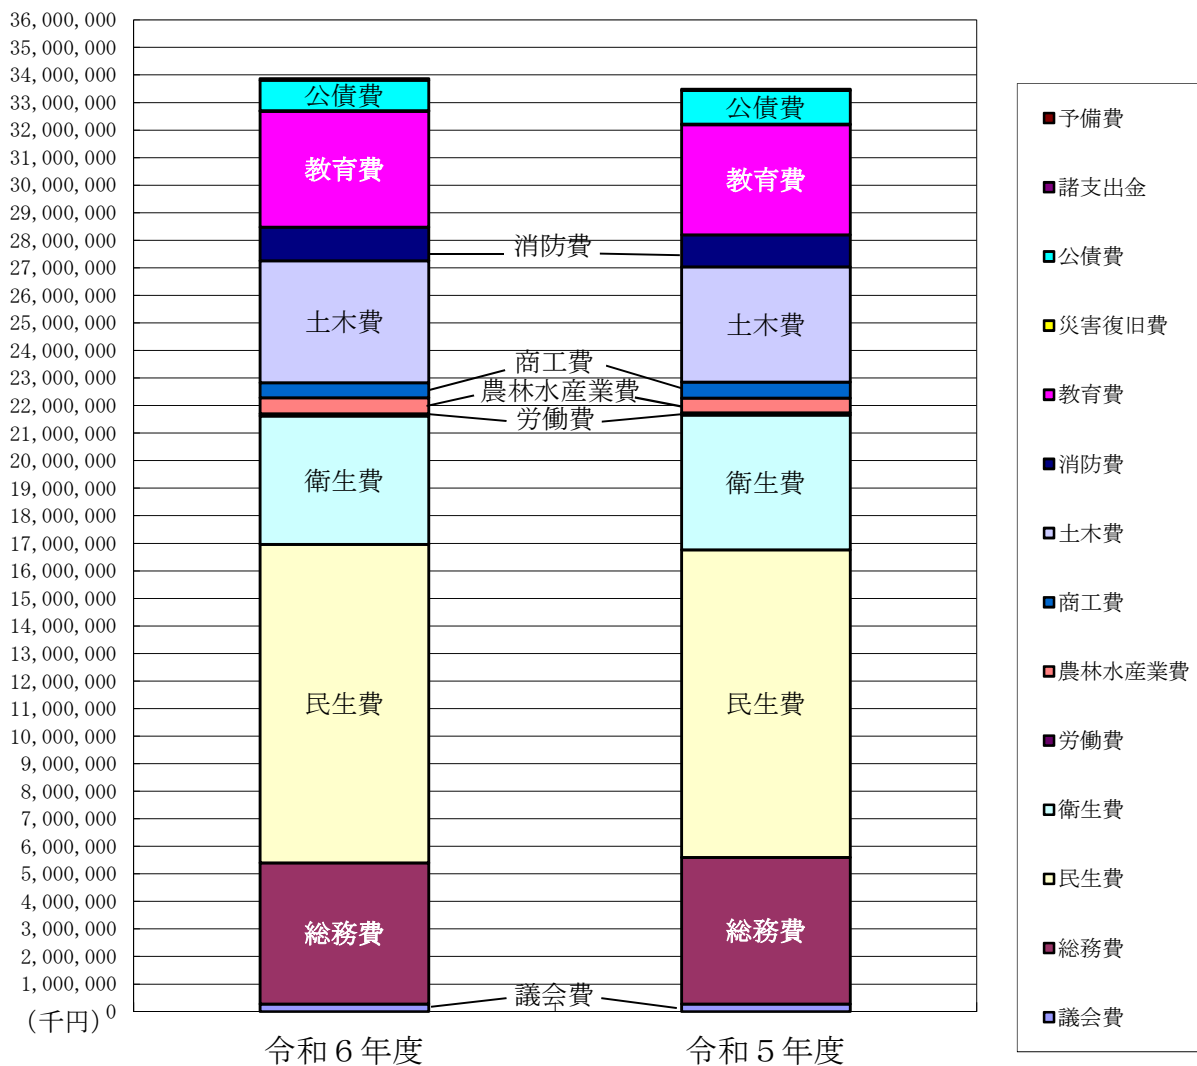 36,000,000
35,000,000
34,000,000
33,000,000
32,000,000
31,000,000
30,000,000
29,000,000
28,000,000
27,000,000
26,000,000
25,000,000
24,000,000
23,000,000
22,000,000
21,000,000
20,000,000
19,000,000
18,000,000
17,000,000
16,000,000
15,000,000
14,000,000
13,000,000
12,000,000
11,000,000
10,000,000
9,000,000
8,000,000
7,000,000
6,000,000
5,000,000
4,000,000
3,000,000
2,000,000
1,000,000
0
(千円)
公債費
教育費
土木費
衛生費
民生費
総務費
消防費
商工費
農林水産業費
労働費
議会費
公債費
教育費
土木費
衛生費
民生費
総務費
令和６年度
令和５年度
予備費
諸支出金
公債費
災害復旧費
教育費
消防費
土木費
商工費
農林水産業費
労働費
衛生費
民生費
総務費
議会費